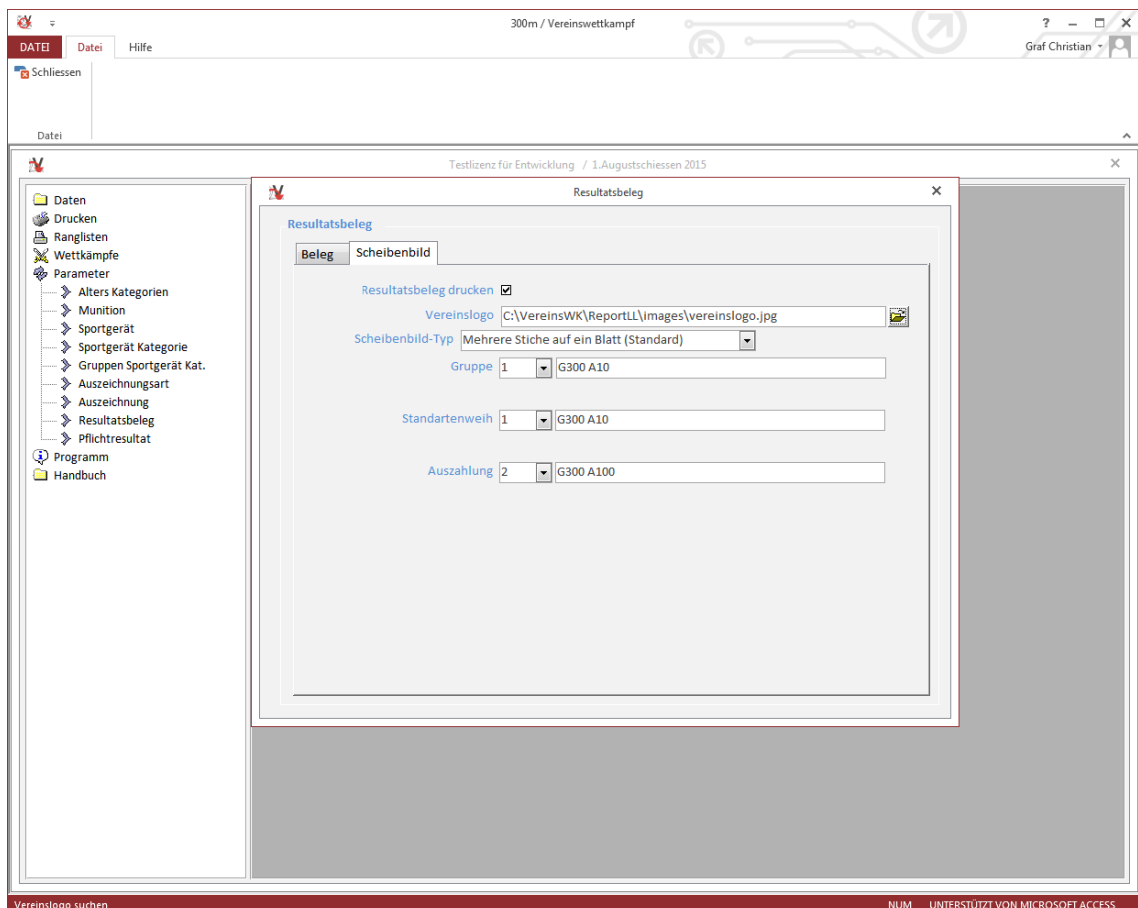 300m / Vereinswettkampf
?
DATEI Datei Hilfe
Graf Christian
Schliessen
Datei
Testlizenz für Entwicklung / 1.Augustschiessen 2015
Daten
Drucken
Ranglisten
Wettkämpfe
Parameter
Alters Kategorien
Munition
Sportgerät
Sportgerät Kategorie
Gruppen Sportgerät Kat.
Auszeichnungsart
Auszeichnung
Resultatsbeleg
Pflichtresultat
Programm
Handbuch
Resultatsbeleg
Resultatsbeleg
Beleg Scheibenbild
Resultatsbeleg drucken
Vereinslogo C:\VereinsWK\ReportLL\images\vereinslogo.jpg
Scheibenbild-Typ Mehrere Stiche auf ein Blatt (Standard)
Gruppe 1 G300 A10
Standartenweih 1 G300 A10
Auszahlung 2 G300 A100
Vereinslogo suchen
NUM UNTERSTÜTZT VON MICROSOFT ACCESS